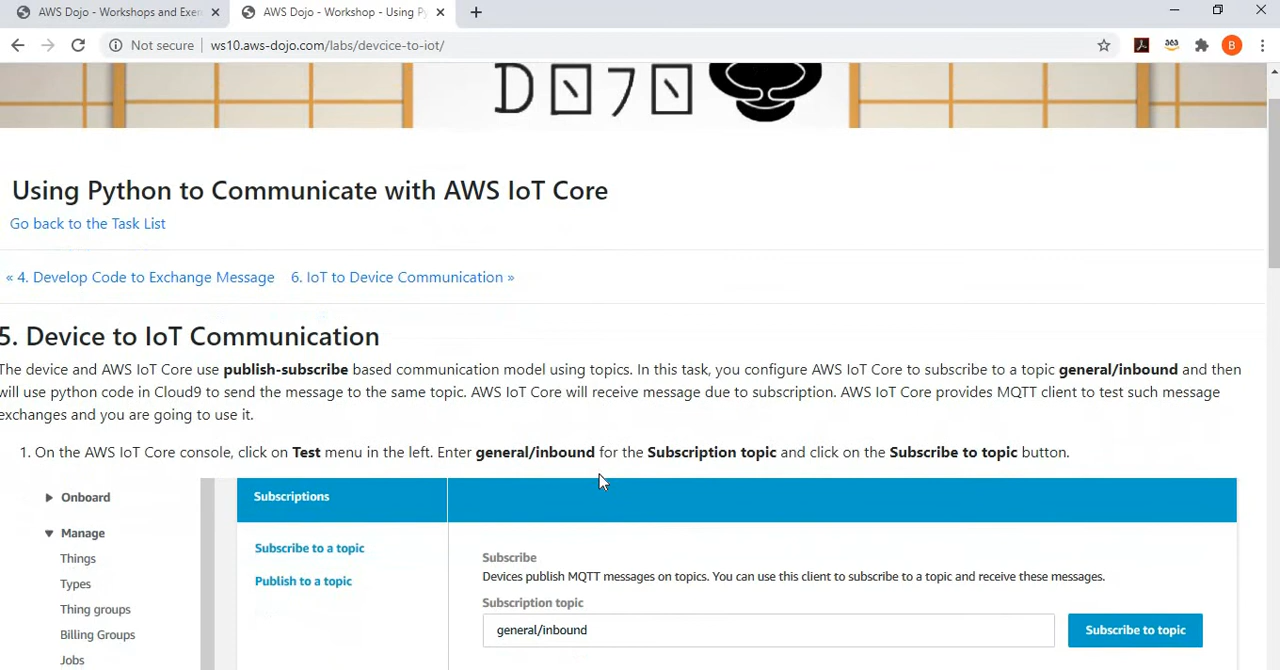 AWS Dojo - Workshops and Exer
AWS Dojo - Workshop - Using Py
Not secure
ws10.aws-dojo.com/labs/devcice-to-iot/
B
Using Python to Communicate with AWS IoT Core
Go back to the Task List
« 4. Develop Code to Exchange Message 6. IoT to Device Communication »
5. Device to IoT Communication
The device and AWS IoT Core use publish-subscribe based communication model using topics. In this task, you configure AWS IoT Core to subscribe to a topic general/inbound and then
will use python code in Cloud9 to send the message to the same topic. AWS IoT Core will receive message due to subscription. AWS IoT Core provides MQTT client to test such message
exchanges and you are going to use it.
1. On the AWS IoT Core console, click on Test menu in the left. Enter general/inbound for the Subscription topic and click on the Subscribe to topic button.
Onboard
Manage
Things
Types
Thing groups
Billing Groups
Jobs
Subscriptions
Subscribe to a topic
Publish to a topic
Subscribe
Devices publish MQTT messages on topics. You can use this client to subscribe to a topic and receive these messages.
Subscription topic
general/inbound
Subscribe to topic